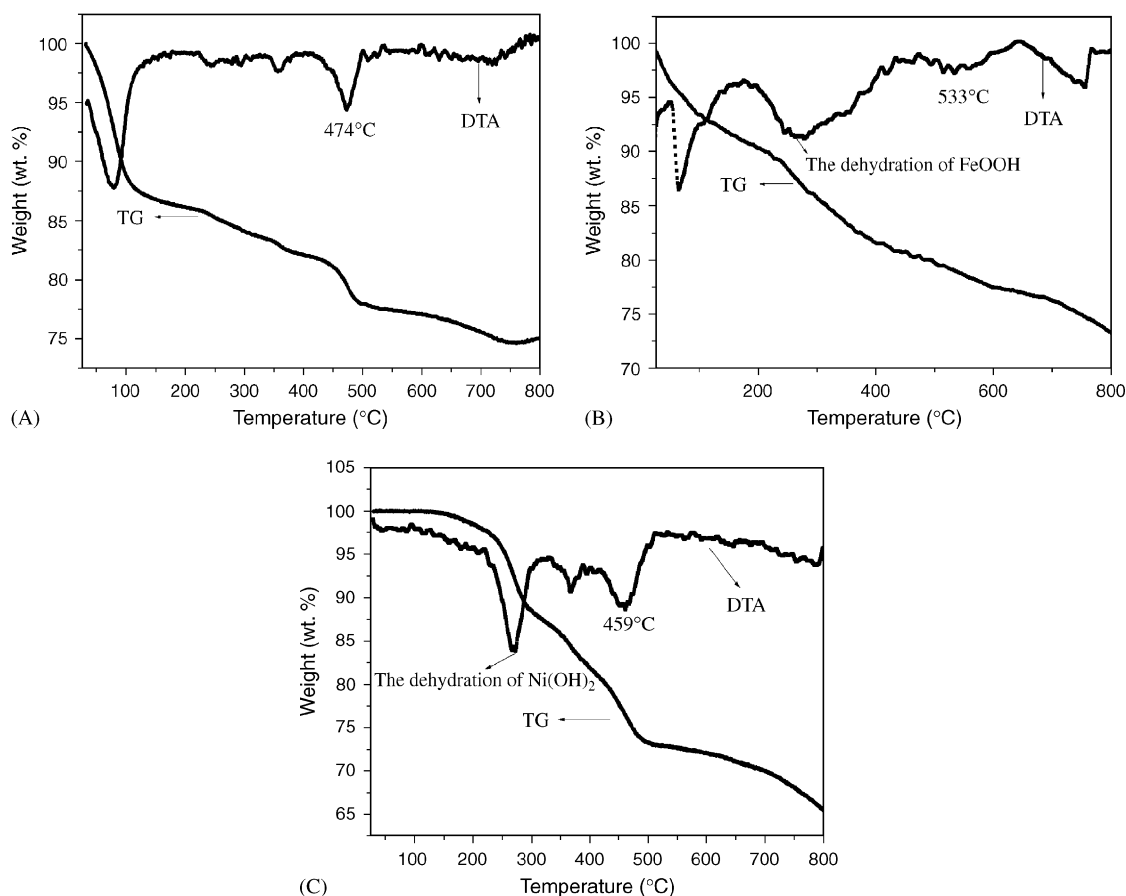 100
95
90
85
80
75
Weight (wt. %)
474°C
DTA
TG
100 200 300 400 500 600 700 800
Temperature (°C)
(A)
100
95
90
85
80
75
70
Weight (wt. %)
533°C
DTA
The dehydration of FeOOH
TG
200 400 600 800
Temperature (°C)
(B)
105
100
95
90
85
80
75
70
65
Weight (wt. %)
459°C
DTA
The dehydration of Ni(OH)₂
TG
100 200 300 400 500 600 700 800
Temperature (°C)
(C)